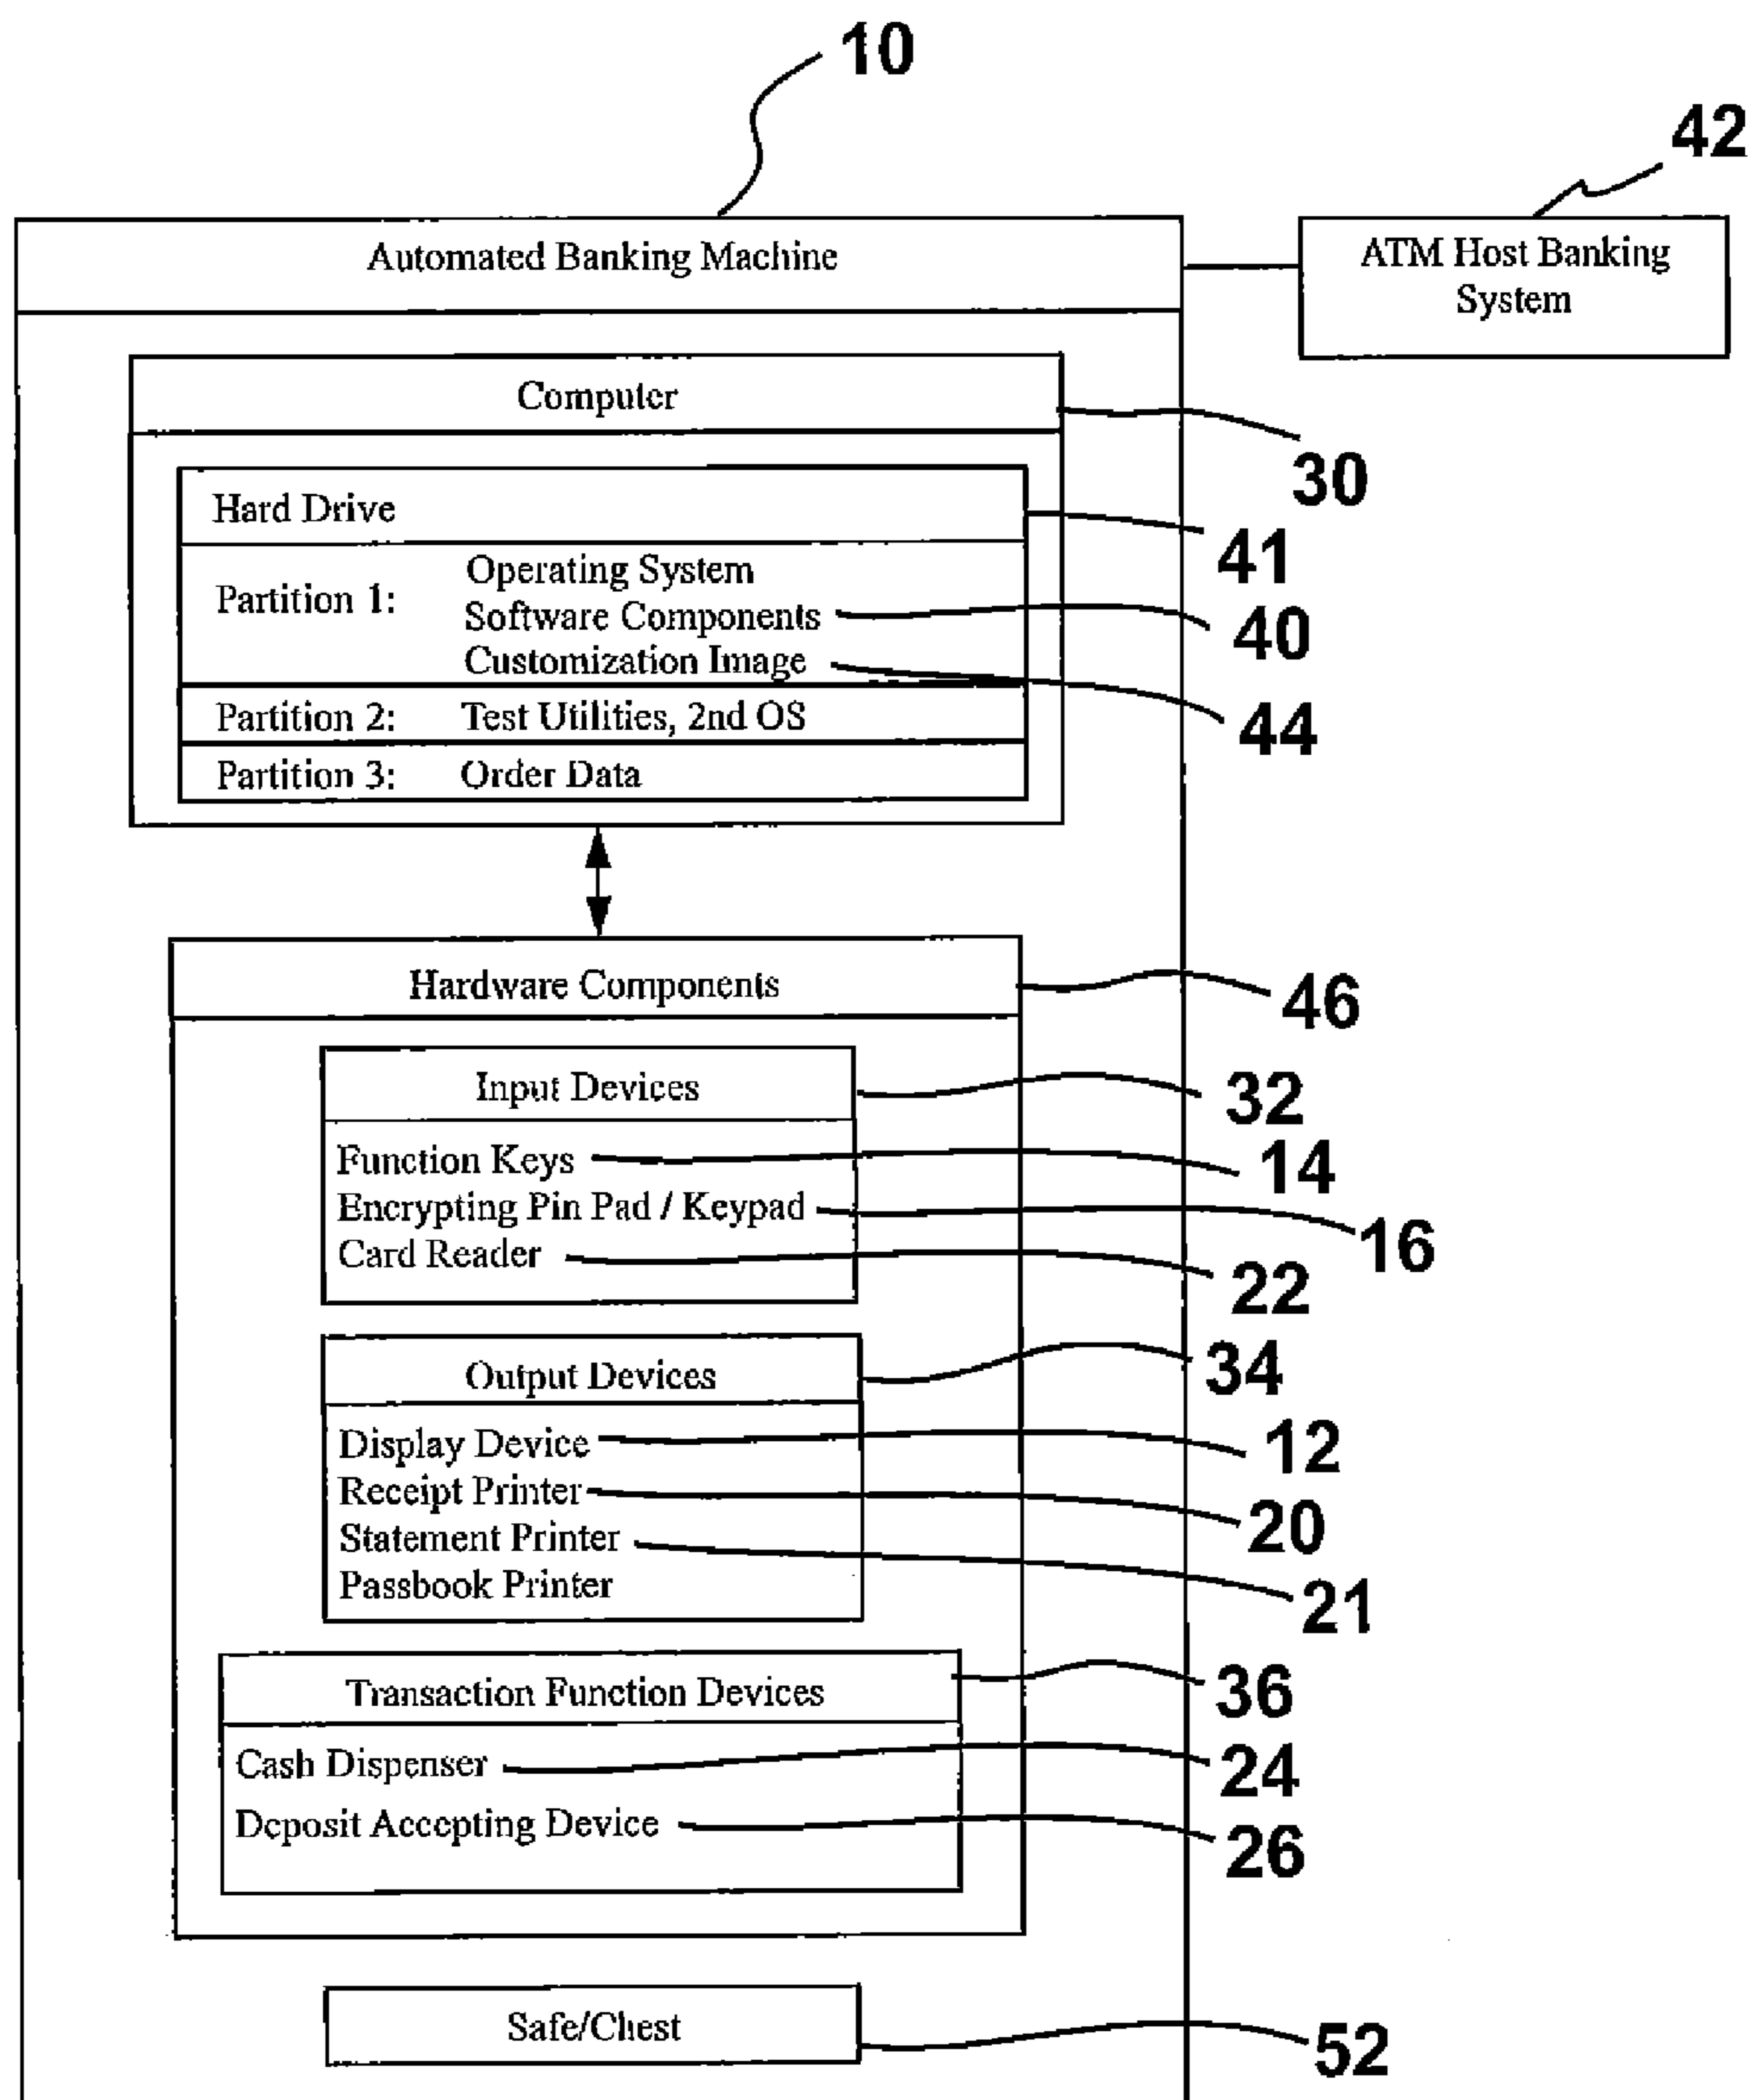 10
42
Automated Banking Machine
ATM Host Banking
System
Computer
30
Hard Drive
41
Partition 1:
Operating System
Software Components
40
Customization Image
44
Partition 2: Test Utilities, 2nd OS
Partition 3: Order Data
Hardware Components
46
Input Devices
32
Function Keys
14
Encrypting Pin Pad / Keypad
16
Card Reader
22
Output Devices
34
Display Device
12
Receipt Printer
20
Statement Printer
21
Passbook Printer
Transaction Function Devices
36
Cash Dispenser
24
Deposit Accepting Device
26
Safe/Chest
52